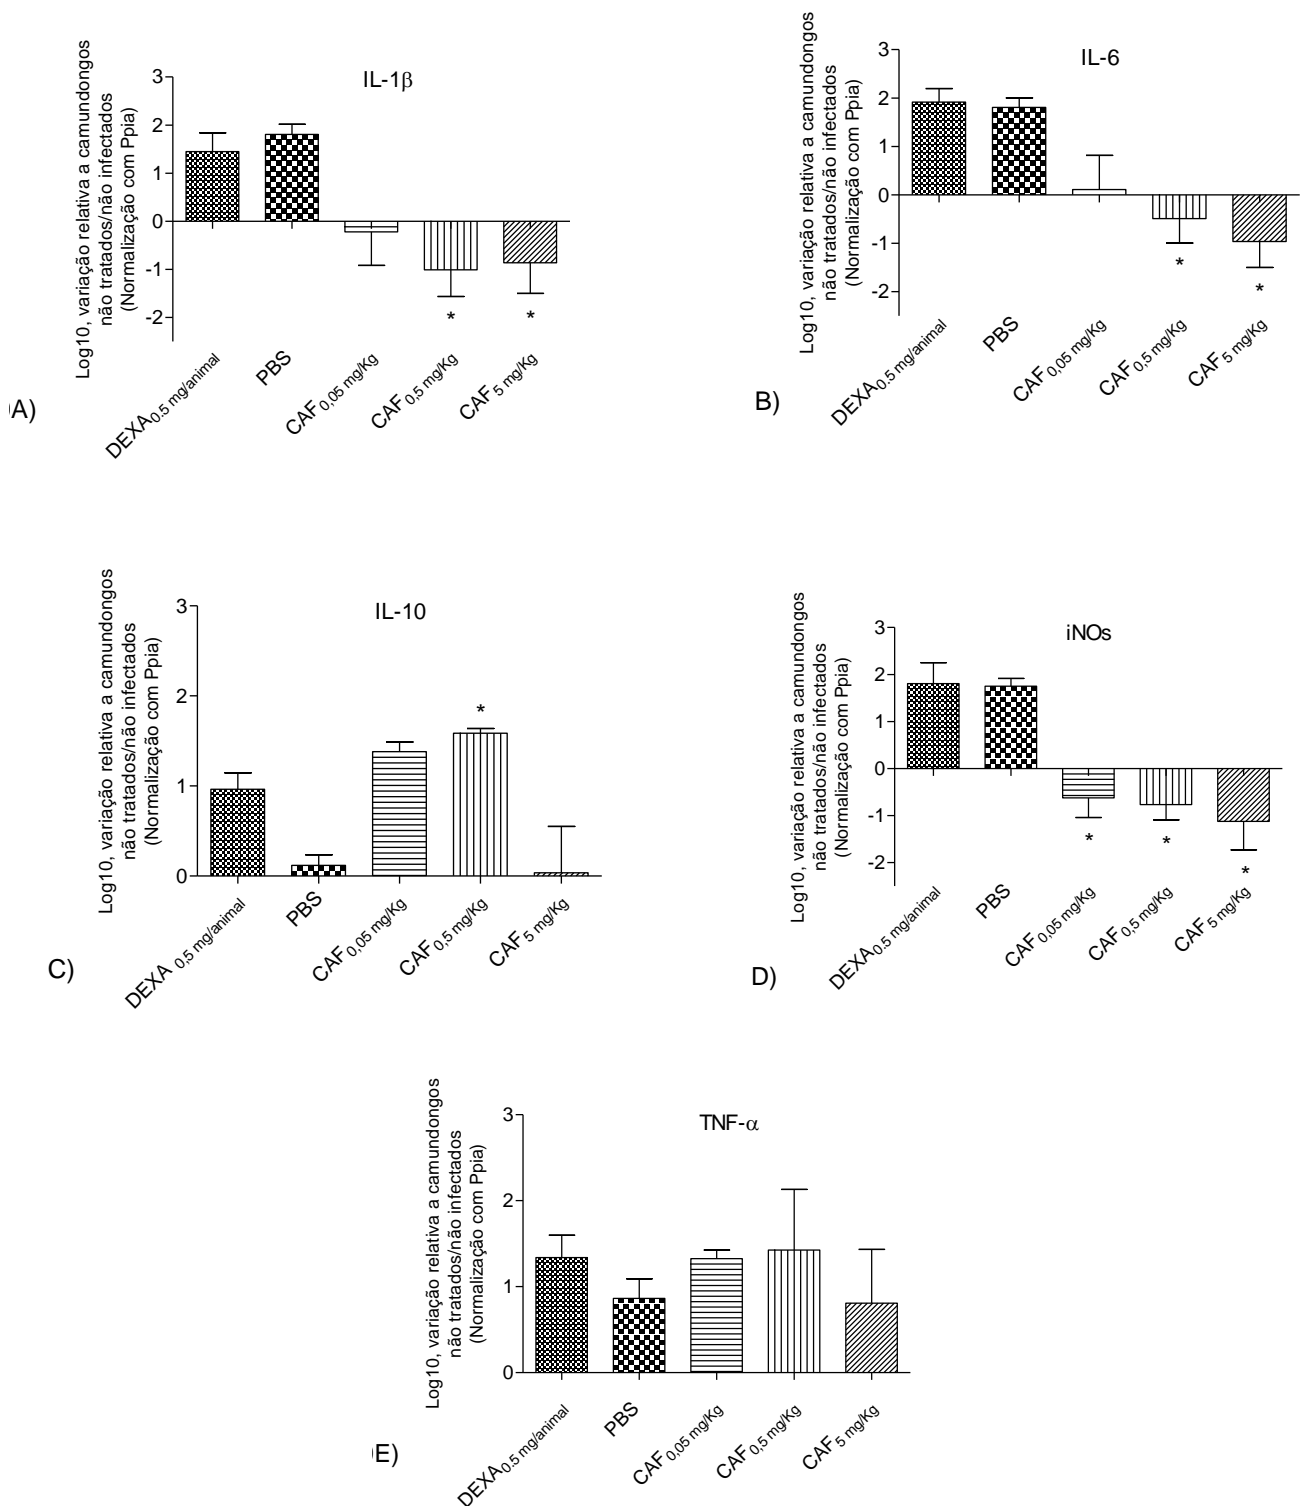 IL-1β
Log10, variação relativa a camundongos
não tratados/não infectados
(Normalização com Ppia)
3
2
1
0
-1
-2
*
*
DEXA0.5 mg/animal
PBS
CAF0,05 mg/Kg
CAF0,5 mg/Kg
CAF5 mg/Kg
A)
IL-6
Log10, variação relativa a camundongos
não tratados/não infectados
(Normalização com Ppia)
3
2
1
0
-1
-2
*
*
DEXA0.5 mg/animal
PBS
CAF0,05 mg/Kg
CAF0,5 mg/Kg
CAF5 mg/Kg
B)
IL-10
Log10, variação relativa a camundongos
não tratados/não infectados
(Normalização com Ppia)
3
2
1
0
*
DEXA 0,5 mg/animal
PBS
CAF0,05 mg/Kg
CAF0,5 mg/Kg
CAF5 mg/Kg
C)
iNOs
Log10, variação relativa a camundongos
não tratados/não infectados
(Normalização com Ppia)
3
2
1
0
-1
-2
*
*
*
DEXA0.5 mg/animal
PBS
CAF0,05 mg/Kg
CAF0,5 mg/Kg
CAF5 mg/Kg
D)
TNF-α
Log10, variação relativa a camundongos
não tratados/não infectados
(Normalização com Ppia)
3
2
1
0
DEXA0.5 mg/animal
PBS
CAF0,05 mg/Kg
CAF0,5 mg/Kg
CAF5 mg/Kg
E)